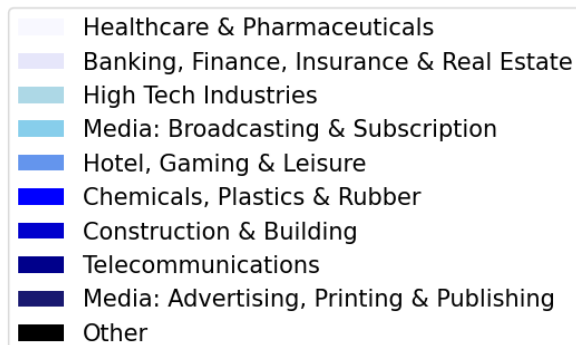 Healthcare & Pharmaceuticals
Banking, Finance, Insurance & Real Estate
High Tech Industries
Media: Broadcasting & Subscription
Hotel, Gaming & Leisure
Chemicals, Plastics & Rubber
Construction & Building
Telecommunications
Media: Advertising, Printing & Publishing
Other